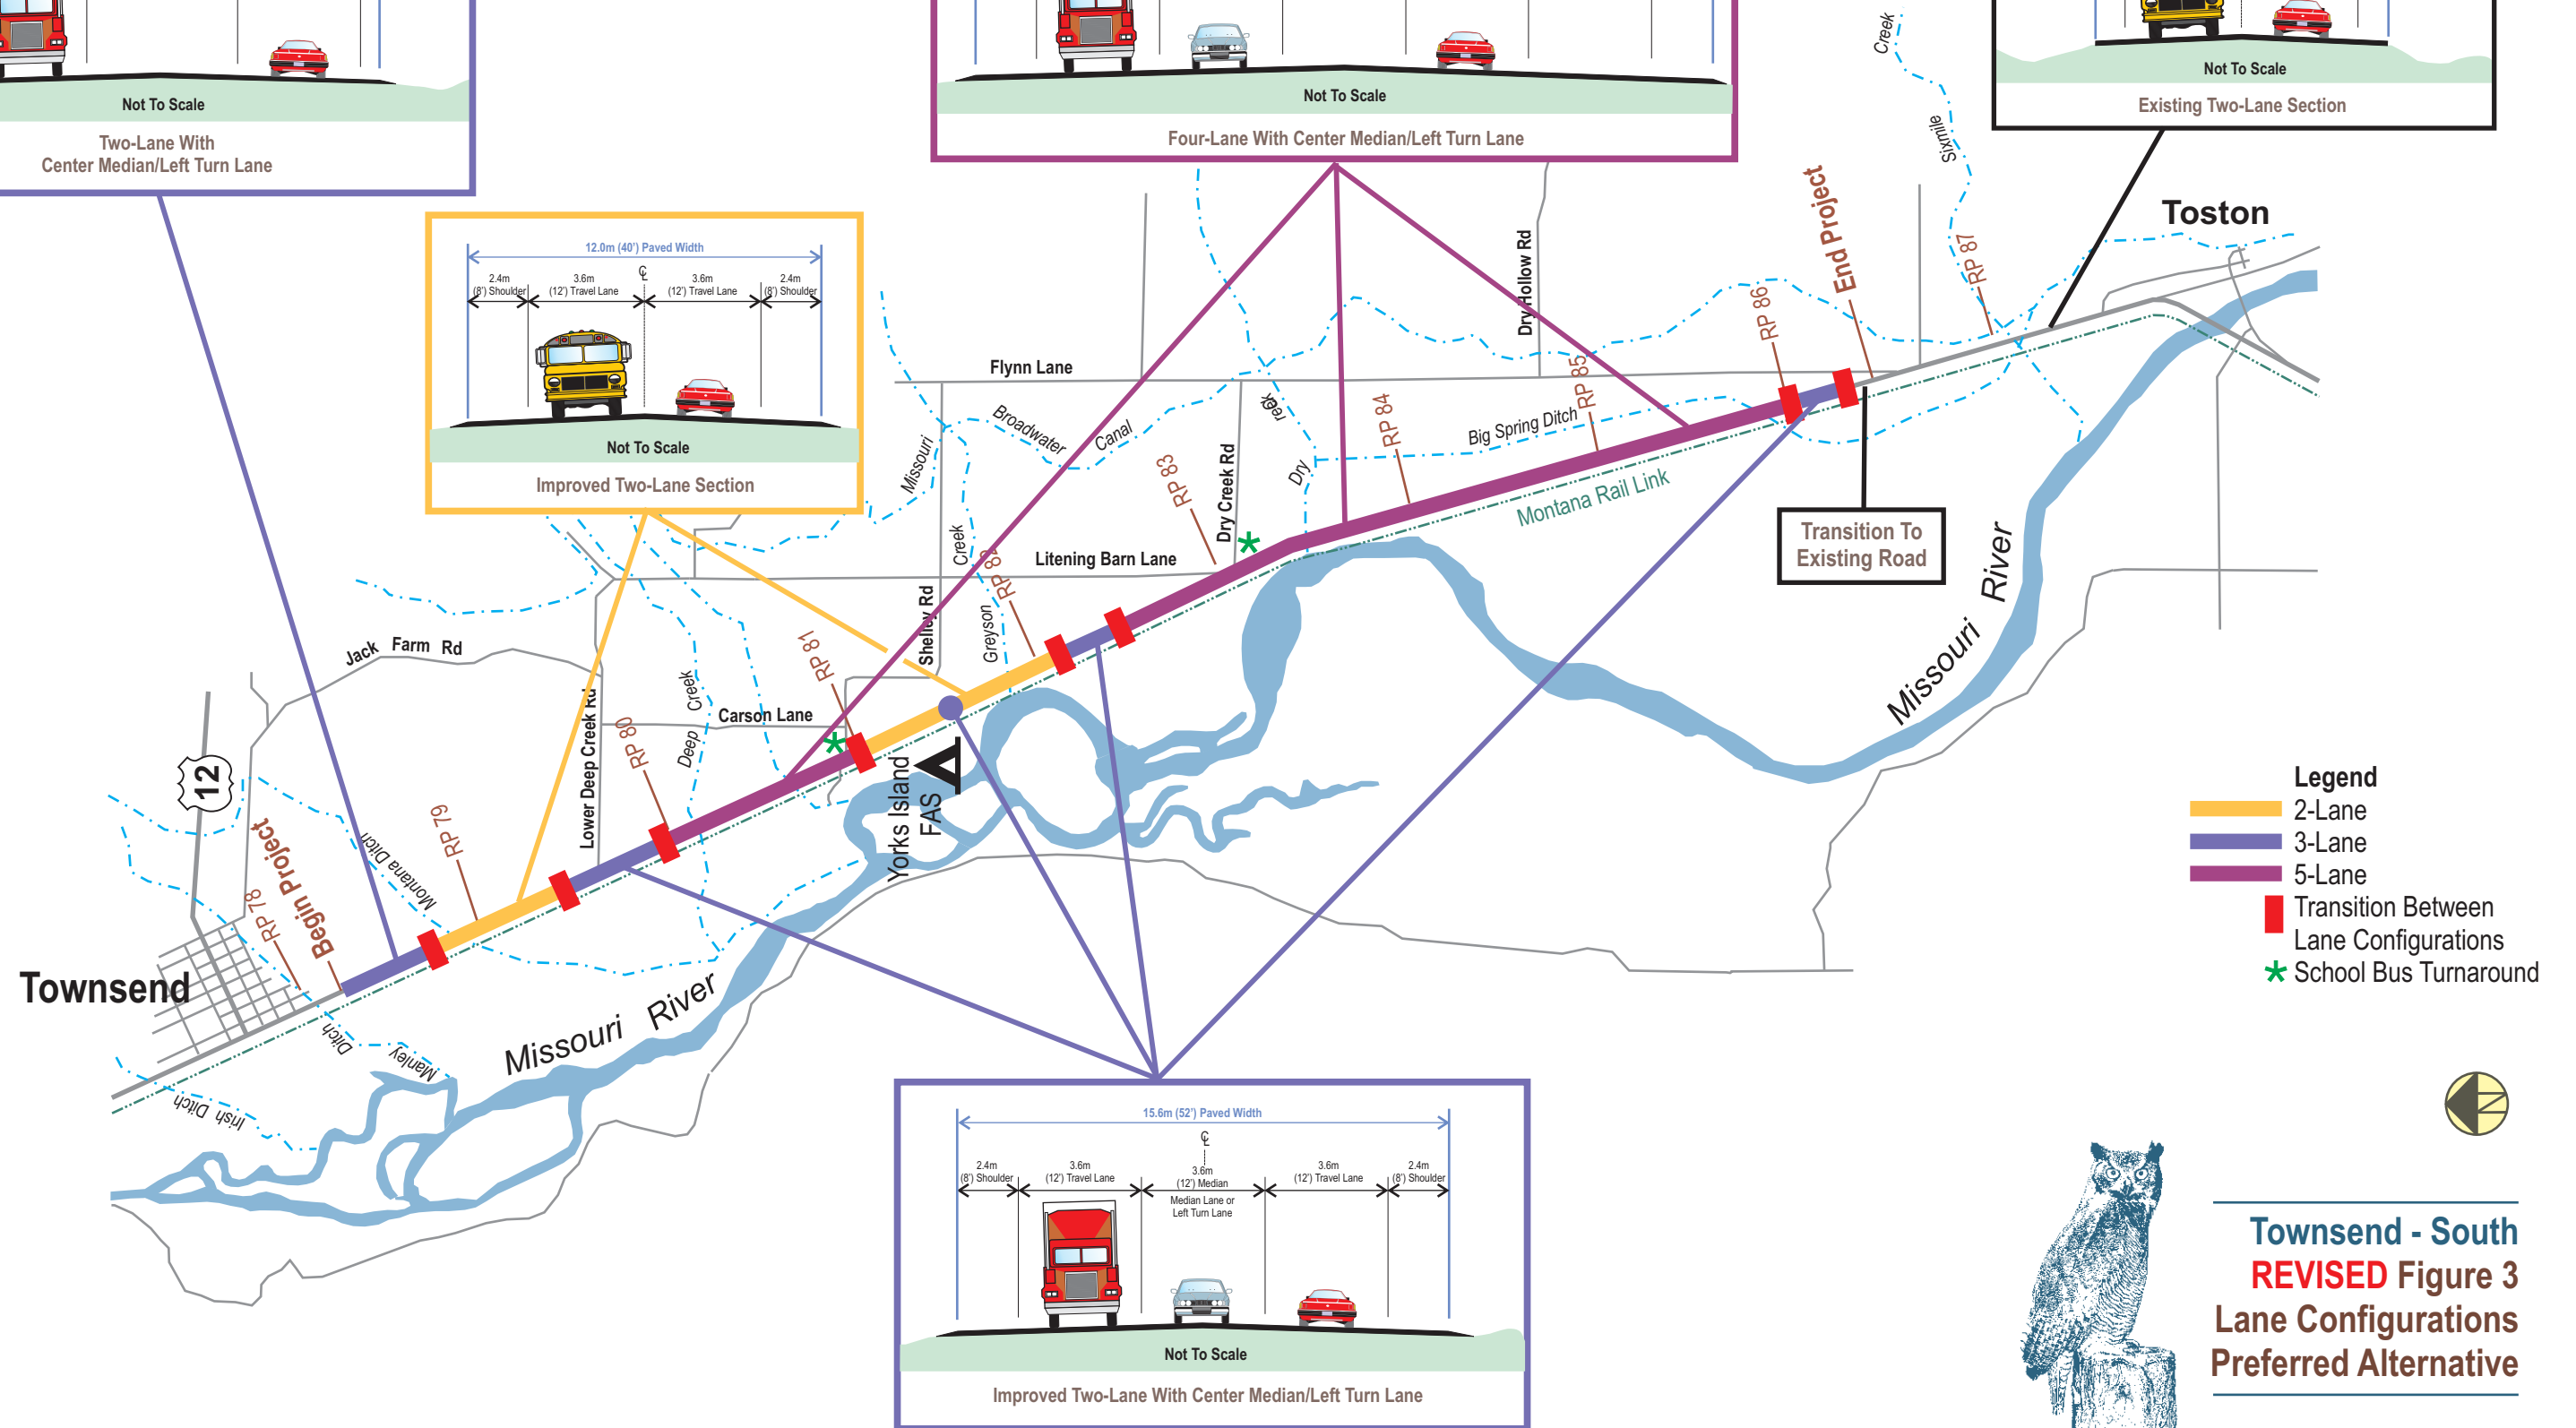 Not To Scale
Two-Lane With
Center Median/Left Turn Lane
Not To Scale
Four-Lane With Center Median/Left Turn Lane
Not To Scale
Existing Two-Lane Section
Creek
Sixmile
12.0m (40') Paved Width
2.4m
(8') Shoulder
3.6m
(12') Travel Lane
℄
3.6m
(12') Travel Lane
2.4m
(8') Shoulder
Not To Scale
Improved Two-Lane Section
Toston
End Project
RP 87
RP 86
Dry Hollow Rd
RP 85
Flynn Lane
RP 84
Big Spring Ditch
Broadwater
Canal
Missouri
Creek
Greyson
RP 83
Dry Creek Rd
reek
Dry
Montana Rail Link
Transition To
Existing Road
Litening Barn Lane
RP 82
Shelley Rd
RP 81
Jack Farm Rd
Lower Deep Creek Rd
Deep Creek
Carson Lane
RP 80
Yorks Island
FAS
Missouri River
12
RP 79
Montana Ditch
Begin Project
RP 78
Townsend
Ditch
Manley
Irish Ditch
Missouri River
Legend
2-Lane
3-Lane
5-Lane
Transition Between
Lane Configurations
* School Bus Turnaround
15.6m (52') Paved Width
℄
2.4m
(8') Shoulder
3.6m
(12') Travel Lane
3.6m
(12') Median
Median Lane or
Left Turn Lane
3.6m
(12') Travel Lane
2.4m
(8') Shoulder
Not To Scale
Improved Two-Lane With Center Median/Left Turn Lane
Z
Townsend - South
REVISED Figure 3
Lane Configurations
Preferred Alternative